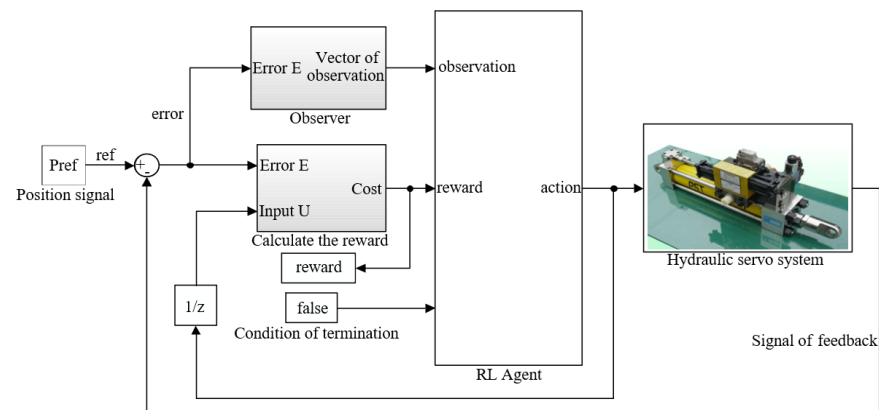 Error E
Vector of
observation
Observer
observation
error
Pref
ref
+
-
Position signal
Error E
Cost
Input U
Calculate the reward
reward
action
reward
1/z
false
Condition of termination
RL Agent
Hydraulic servo system
Signal of feedback